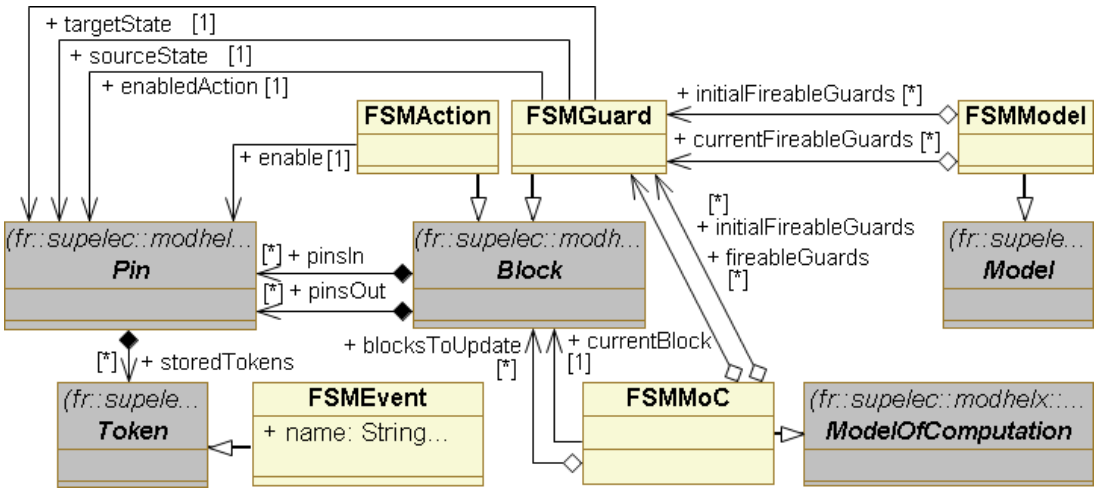 + targetState [1]
+ sourceState [1]
+ enabledAction [1]
FSMAction
FSMGuard
+ initialFireableGuards [*]
FSMModel
+ currentFireableGuards [*]
+ enable [1]
(fr::supelec::modhel...
Pin
[*] + pinsIn
[*] + pinsOut
(fr::supelec::modh...
Block
[*]
+ initialFireableGuards
+ fireableGuards
[*]
(fr::supele...
Model
+ blocksToUpdate
[*]
+ currentBlock
[1]
[*] + storedTokens
(fr::supele...
Token
FSMEvent
+ name: String...
FSMMoC
(fr::supelec::modhelx::...
ModelOfComputation